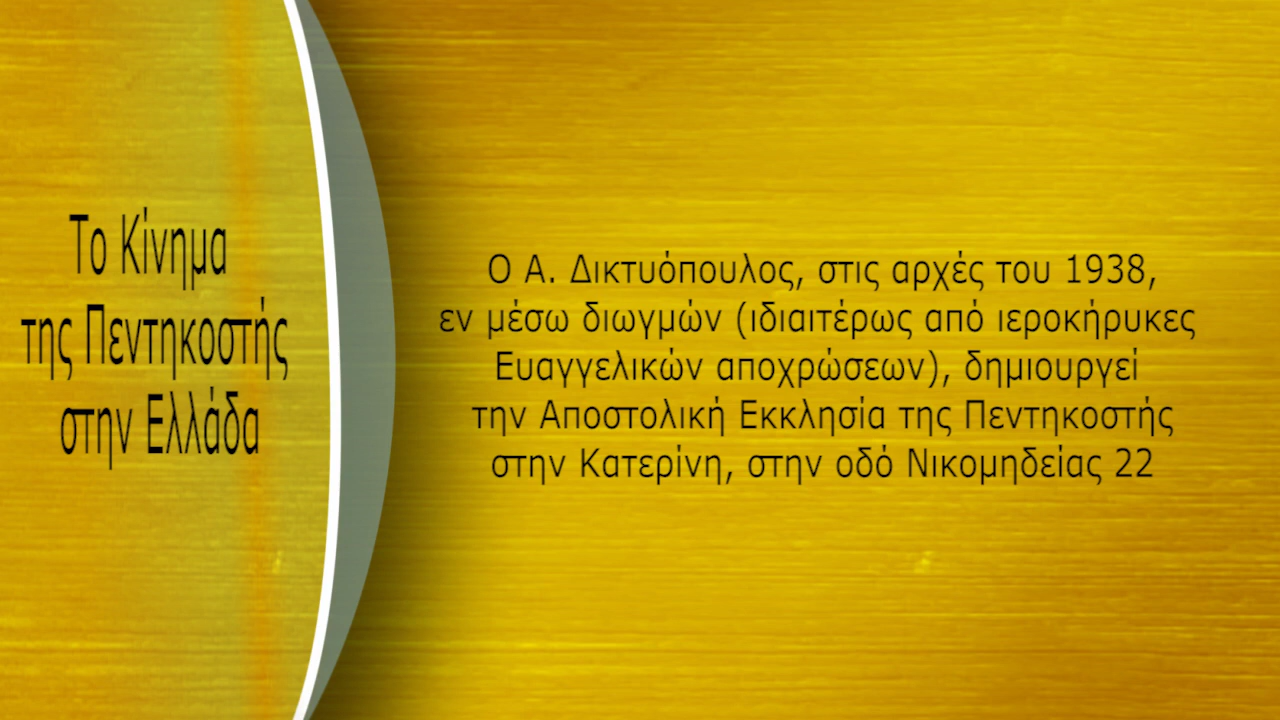 Το Κίνημα
της Πεντηκοστής
στην Ελλάδα
Ο Α. Δικτυόπουλος, στις αρχές του 1938,
εν μέσω διωγμών (ιδιαιτέρως από ιεροκήρυκες
Ευαγγελικών αποχρώσεων), δημιουργεί
την Αποστολική Εκκλησία της Πεντηκοστής
στην Κατερίνη, στην οδό Νικομηδείας 22